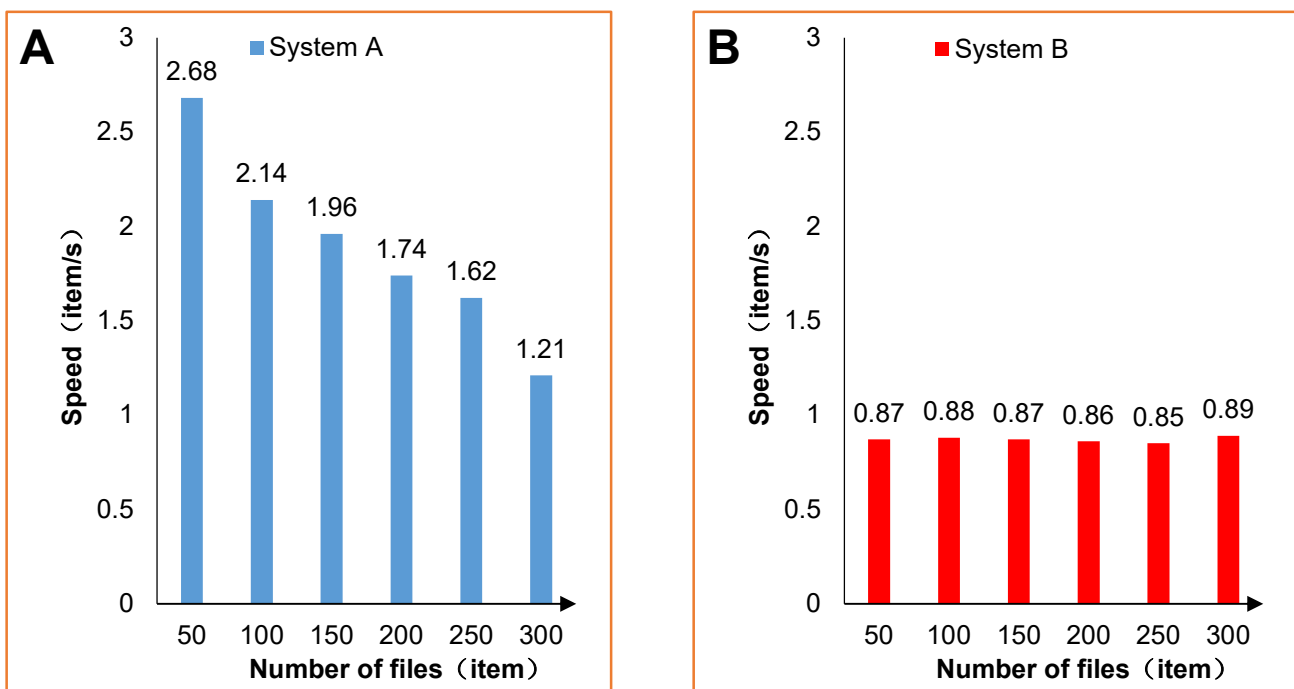 A
System A
3
2.5
2
1.5
1
0.5
0
Speed（item/s）
2.68
2.14
1.96
1.74
1.62
1.21
50 100 150 200 250 300
Number of files（item）
B
System B
3
2.5
2
1.5
1
0.5
0
Speed（item/s）
0.87 0.88 0.87 0.86 0.85 0.89
50 100 150 200 250 300
Number of files（item）